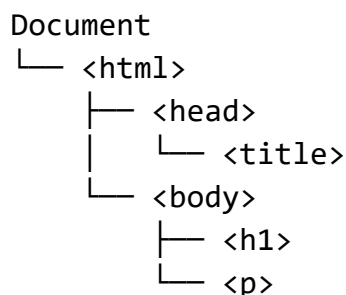 Document
└── <html>
    ├── <head>
    │   └── <title>
    └── <body>
        ├── <h1>
        └── <p>